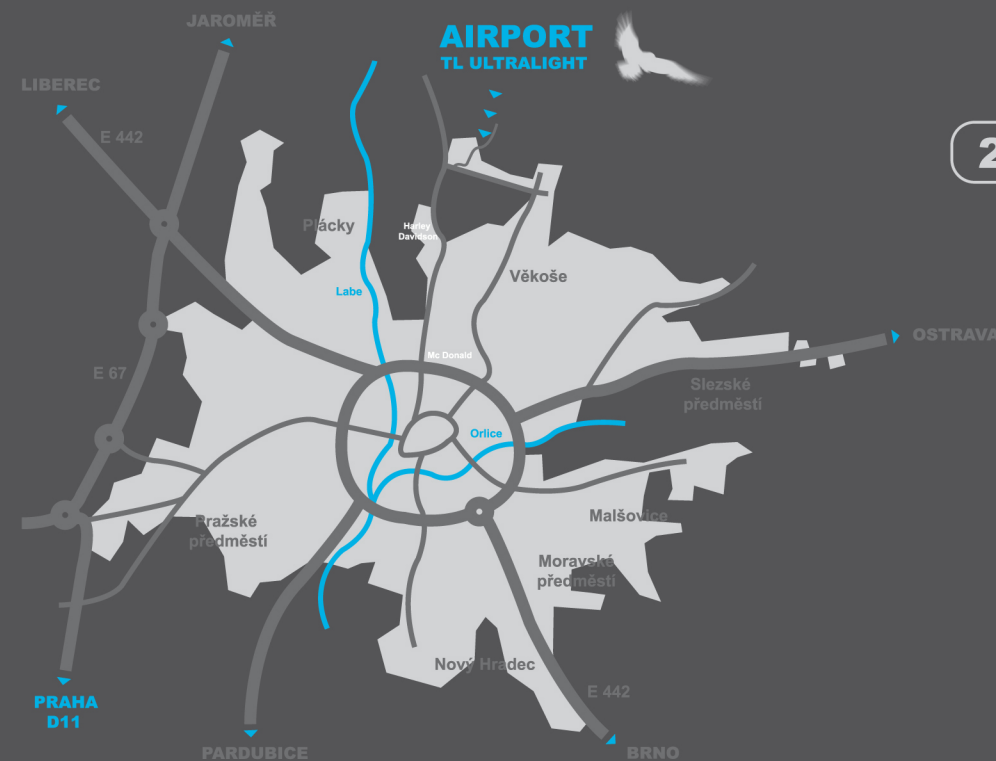 JAROMĚŘ
AIRPORT
TL ULTRALIGHT
LIBEREC
E 442
2
Plácky
Harley
Davidson
Věkoše
Labe
OSTRAVA
Mc Donald
E 67
Slezské
předměstí
Orlice
Malšovice
Pražské
předměstí
Moravské
předměstí
Nový Hradec
E 442
PRAHA
D11
PARDUBICE
BRNO